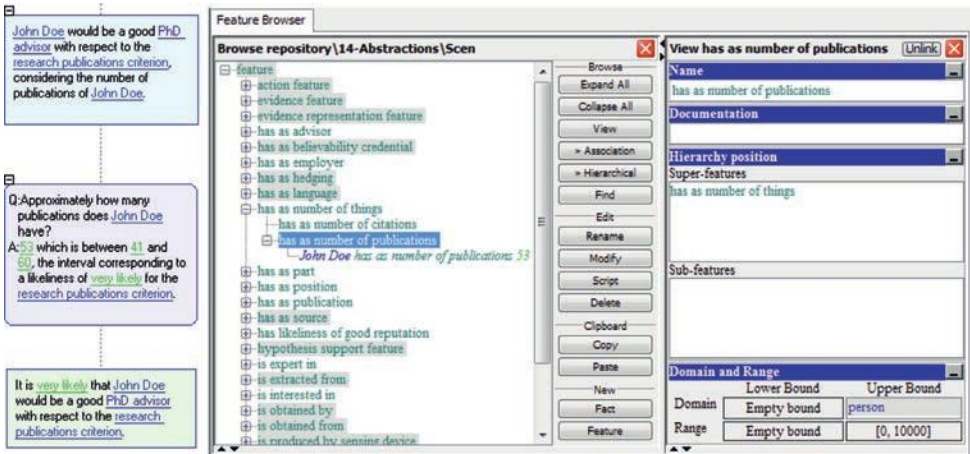 John Doe would be a good PhD
advisor with respect to the
research publications criterion,
considering the number of
publications of John Doe.
Q:Approximately how many
publications does John Doe
have?
A:53 which is between 41 and
60, the interval corresponding to
a likeliness of very likely for the
research publications criterion.
It is very likely that John Doe
would be a good PhD advisor
with respect to the research
publications criterion.
Feature Browser
Browse repository\14-Abstractions\Scen
feature
action feature
evidence feature
evidence representation feature
has as advisor
has as believability credential
has as employer
has as hedging
has as language
has as number of things
has as number of citations
has as number of publications
John Doe has as number of publications 53
has as part
has as position
has as publication
has as source
has likeliness of good reputation
hypothesis support feature
is expert in
is extracted from
is interested in
is obtained by
is obtained from
is produced by sensing device
Browse
Expand All
Collapse All
View
» Association
» Hierarchical
Find
Edit
Rename
Modify
Script
Delete
Clipboard
Copy
Paste
New
Fact
Feature
View has as number of publications Unlink
Name
has as number of publications
Documentation
Hierarchy position
Super-features
has as number of things
Sub-features
Domain and Range
Lower Bound Upper Bound
Domain Empty bound person
Range Empty bound [0, 10000]